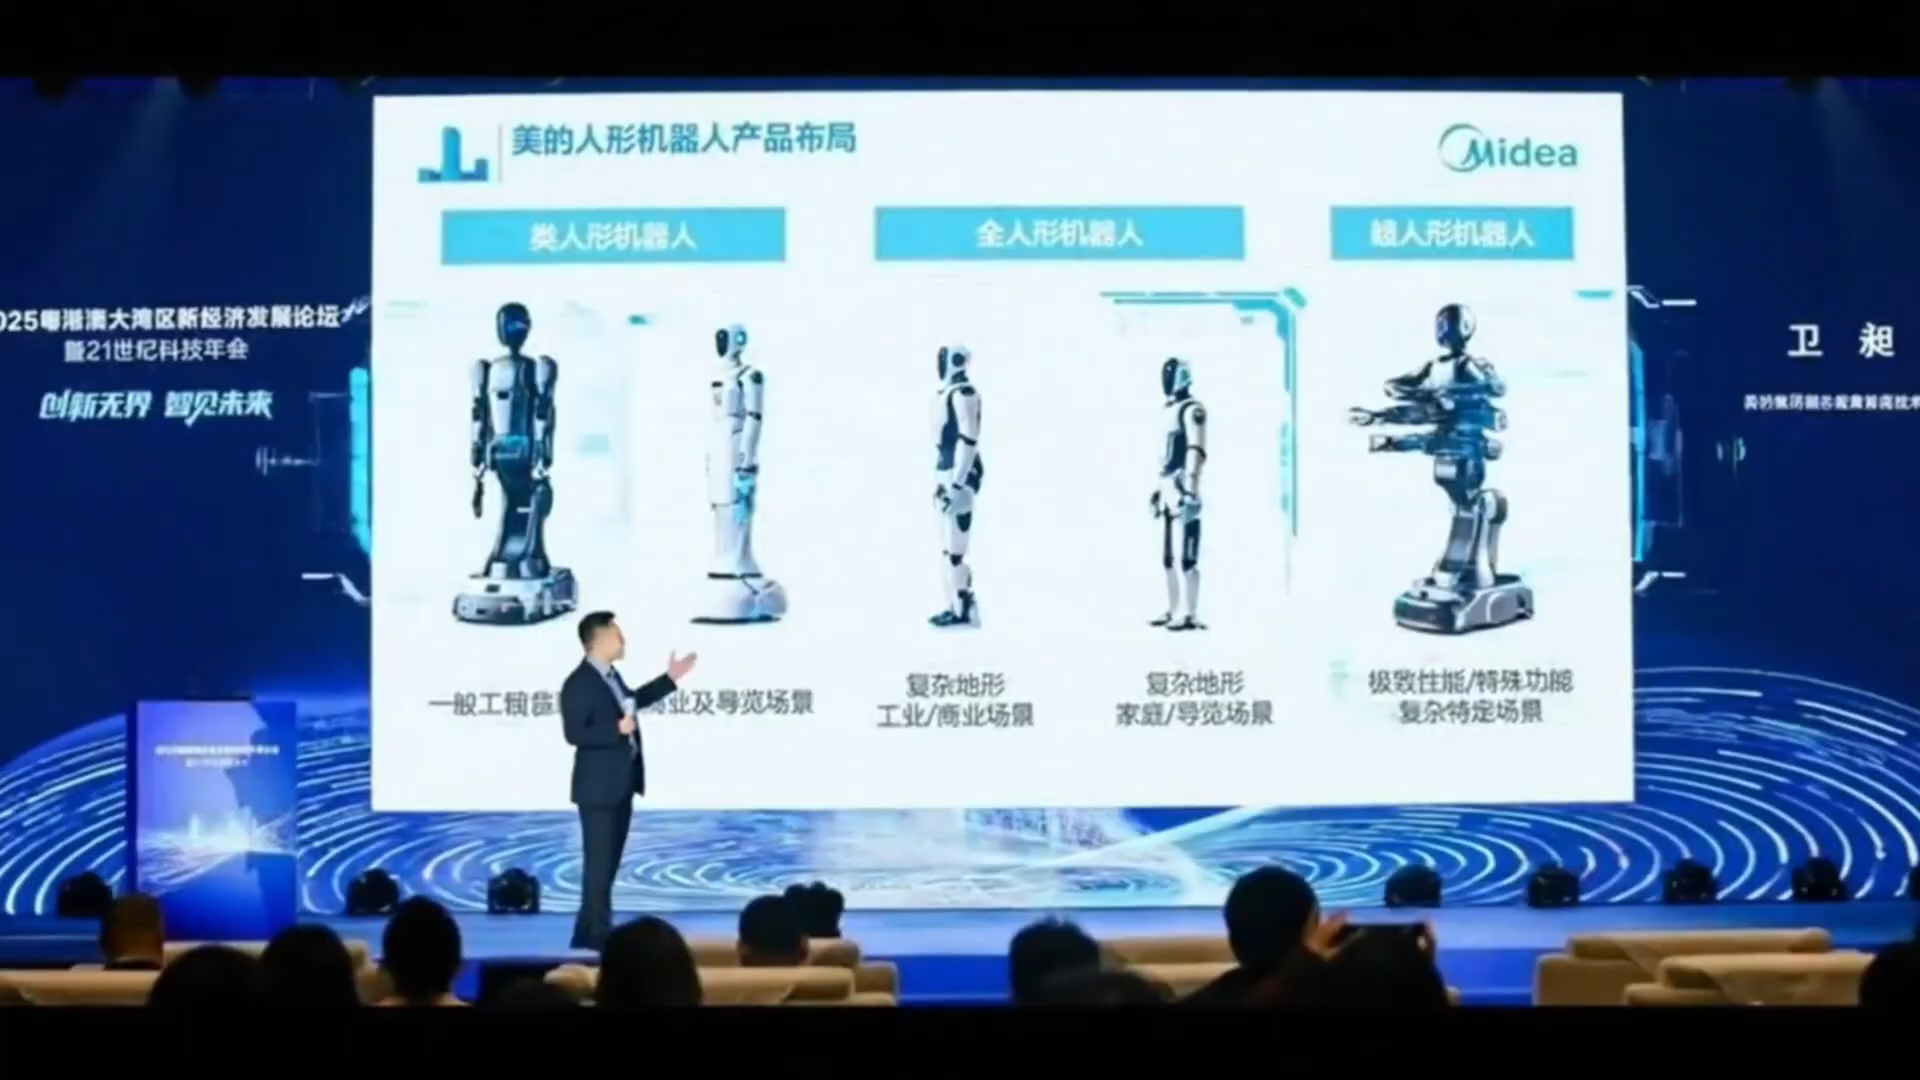 美的人形机器人产品布局
Midea
类人形机器人
全人形机器人
超人形机器人
025粤港澳大湾区新经济发展论坛
暨21世纪科技年会
创新无界 智见未来
卫 昶
一般工
业及导览场景
复杂地形
工业/商业场景
复杂地形
家庭/导览场景
极致性能/特殊功能
复杂特定场景